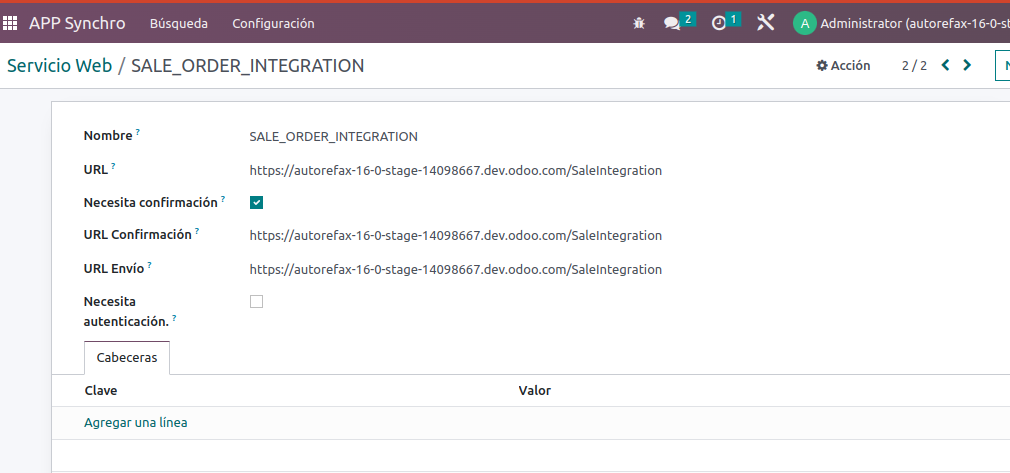 APP Synchro Búsqueda Configuración 2 1 A Administrator (autorefax-16-0-st
Servicio Web / SALE_ORDER_INTEGRATION Acción 2 / 2 N
Nombre ? SALE_ORDER_INTEGRATION
URL ? https://autorefax-16-0-stage-14098667.dev.odoo.com/SaleIntegration
Necesita confirmación ?
URL Confirmación ? https://autorefax-16-0-stage-14098667.dev.odoo.com/SaleIntegration
URL Envío ? https://autorefax-16-0-stage-14098667.dev.odoo.com/SaleIntegration
Necesita
autenticación. ?
Cabeceras
Clave Valor
Agregar una línea